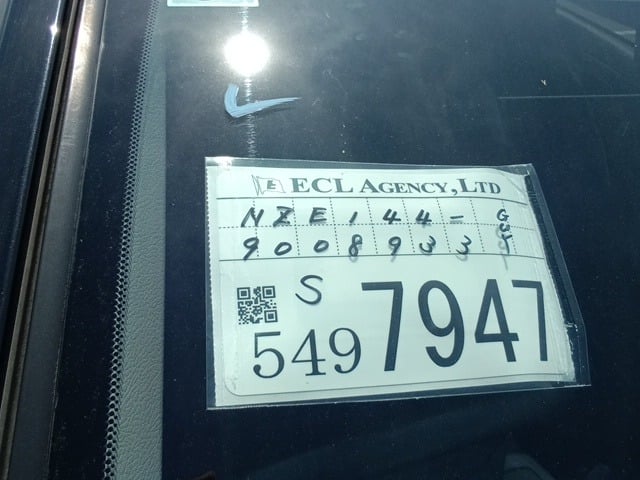 E ECL AGENCY, LTD
NZE144-
9008933
S
549 7947